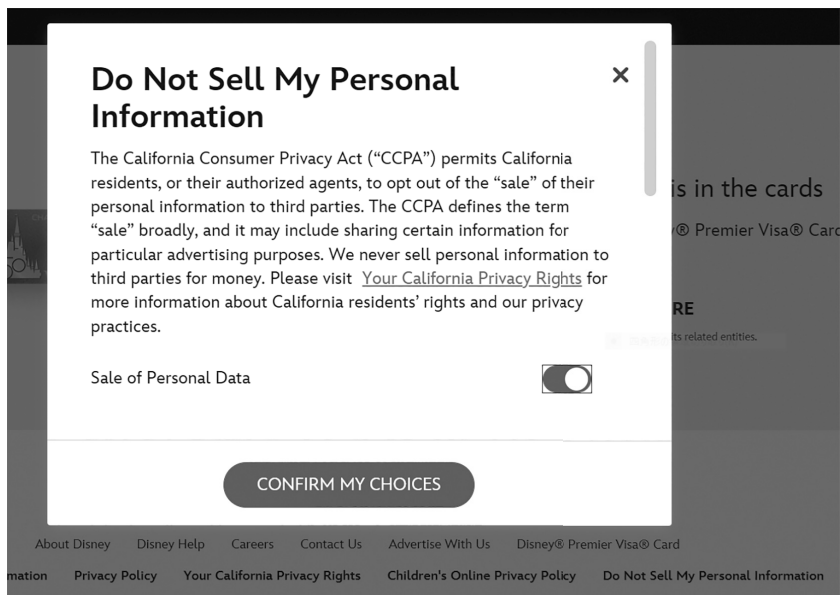 Do Not Sell My Personal
Information
The California Consumer Privacy Act (“CCPA”) permits California
residents, or their authorized agents, to opt out of the “sale” of their
personal information to third parties. The CCPA defines the term
“sale” broadly, and it may include sharing certain information for
particular advertising purposes. We never sell personal information to
third parties for money. Please visit Your California Privacy Rights for
more information about California residents’ rights and our privacy
practices.
Sale of Personal Data
CONFIRM MY CHOICES
is in the cards
® Premier Visa® Card
RE
its related entities.
About Disney Disney Help Careers Contact Us Advertise With Us Disney® Premier Visa® Card
mation Privacy Policy Your California Privacy Rights Children's Online Privacy Policy Do Not Sell My Personal Information